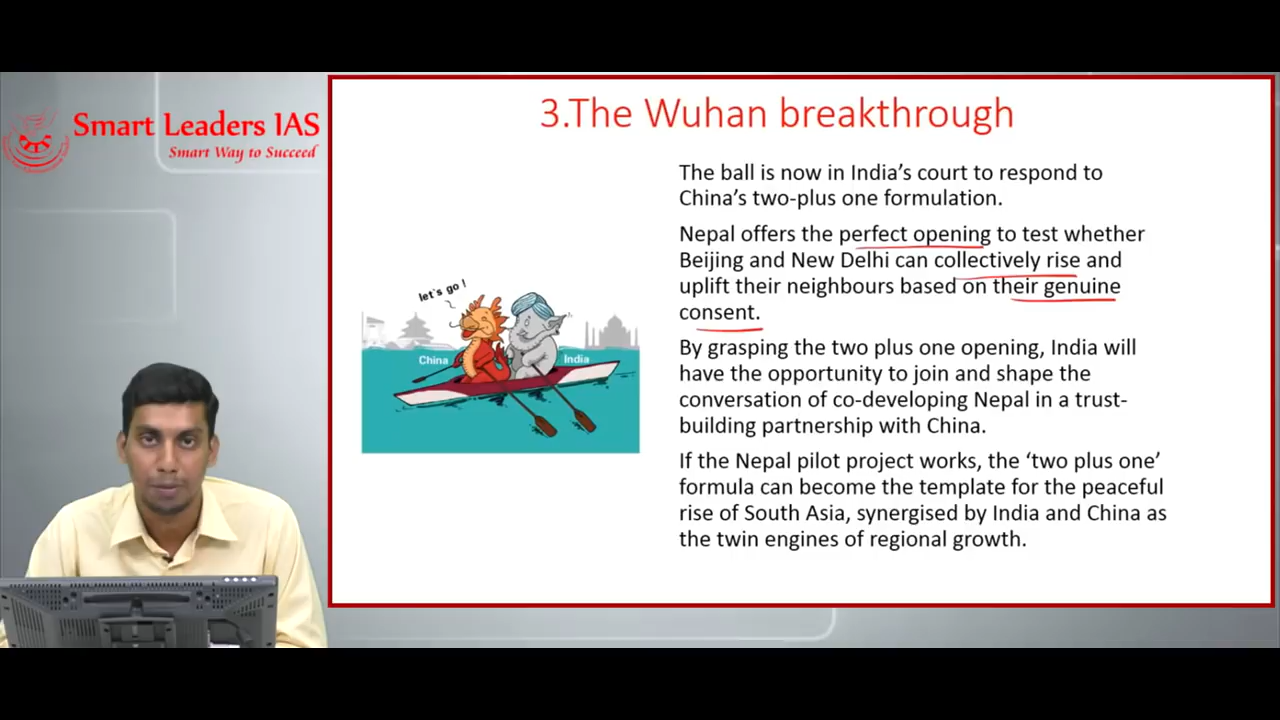 Smart Leaders IAS
Smart Way to Succeed
3.The Wuhan breakthrough
The ball is now in India’s court to respond to
China’s two-plus one formulation.
Nepal offers the perfect opening to test whether
Beijing and New Delhi can collectively rise and
uplift their neighbours based on their genuine
consent.
By grasping the two plus one opening, India will
have the opportunity to join and shape the
conversation of co-developing Nepal in a trust-
building partnership with China.
If the Nepal pilot project works, the ‘two plus one’
formula can become the template for the peaceful
rise of South Asia, synergised by India and China as
the twin engines of regional growth.
let's go !
China
India